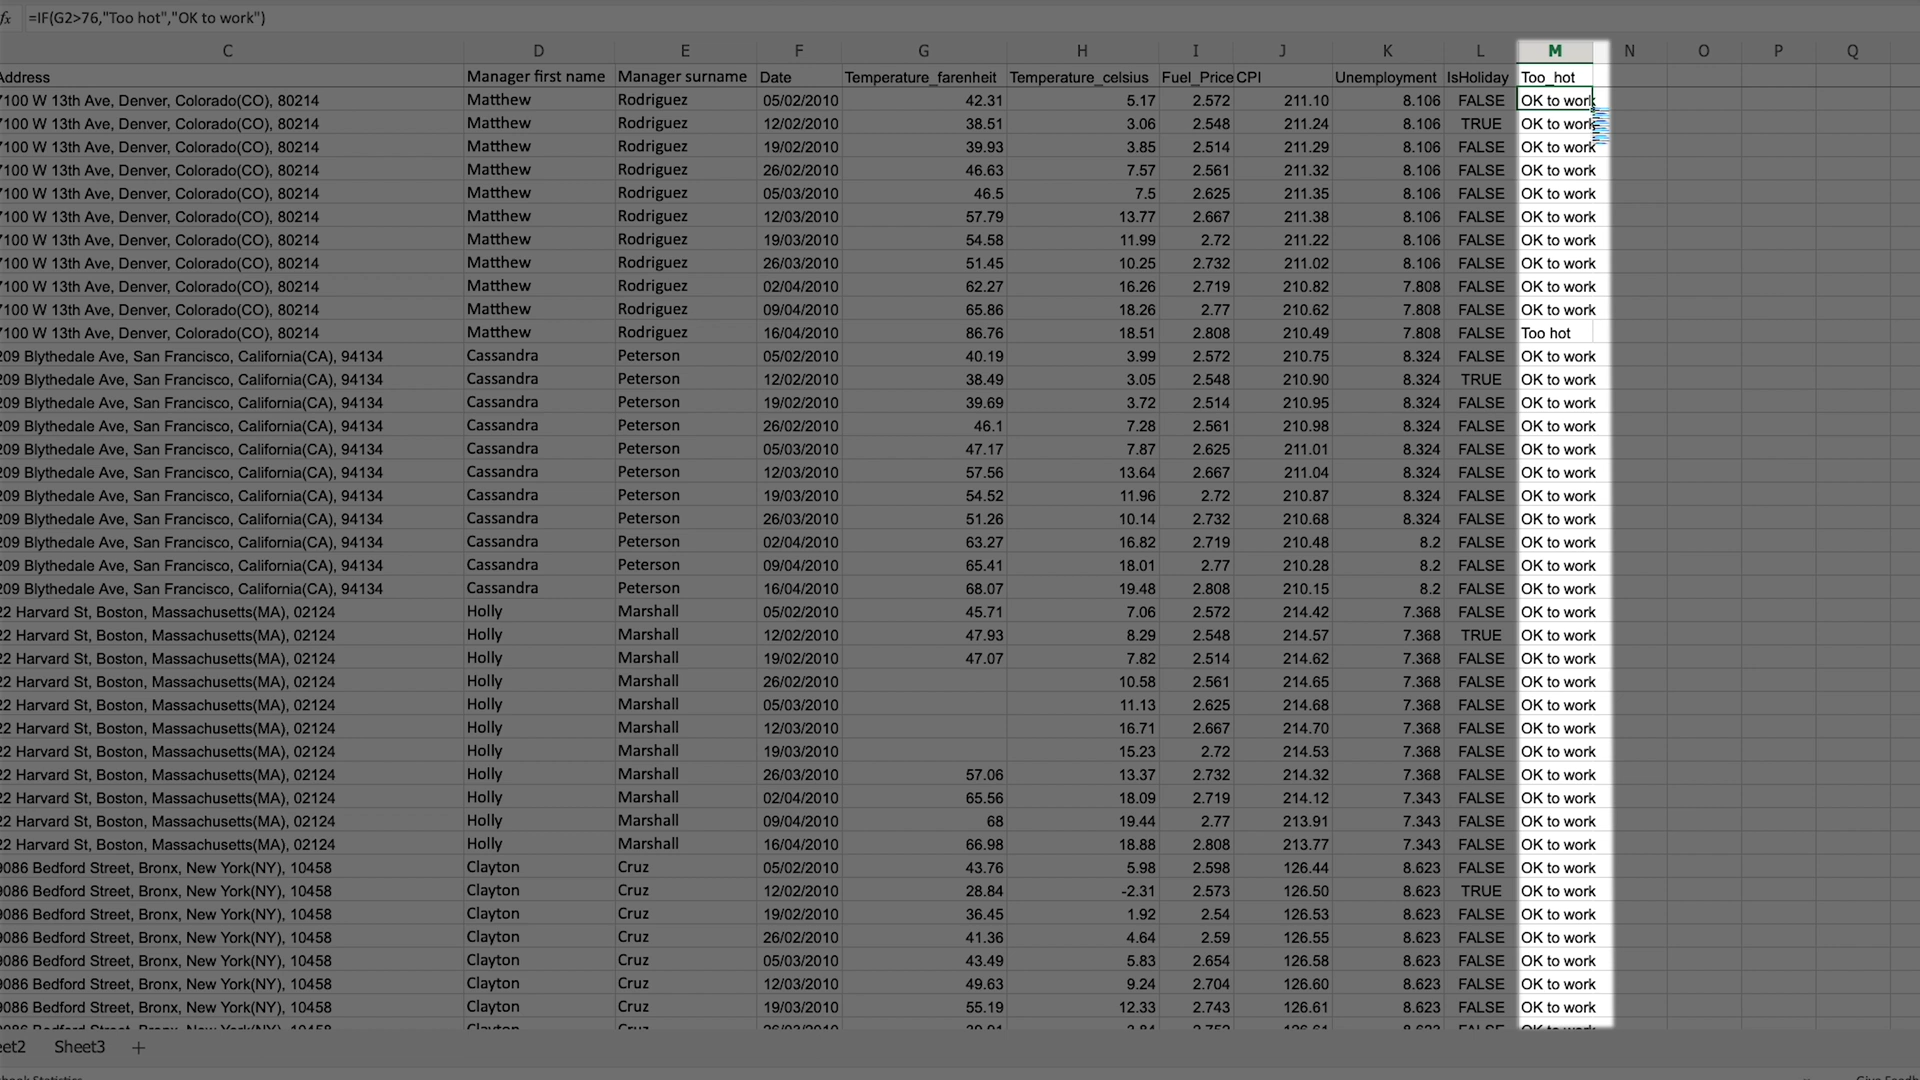 fx =IF(G2>76,"Too hot","OK to work")
C D E F G H I J K L M N O P Q
Address Manager first name Manager surname Date Temperature_farenheit Temperature_celsius Fuel_Price CPI Unemployment IsHoliday Too_hot
7100 W 13th Ave, Denver, Colorado(CO), 80214 Matthew Rodriguez 05/02/2010 42.31 5.17 2.572 211.10 8.106 FALSE OK to work
7100 W 13th Ave, Denver, Colorado(CO), 80214 Matthew Rodriguez 12/02/2010 38.51 3.06 2.548 211.24 8.106 TRUE OK to work
7100 W 13th Ave, Denver, Colorado(CO), 80214 Matthew Rodriguez 19/02/2010 39.93 3.85 2.514 211.29 8.106 FALSE OK to work
7100 W 13th Ave, Denver, Colorado(CO), 80214 Matthew Rodriguez 26/02/2010 46.63 7.57 2.561 211.32 8.106 FALSE OK to work
7100 W 13th Ave, Denver, Colorado(CO), 80214 Matthew Rodriguez 05/03/2010 46.5 7.5 2.625 211.35 8.106 FALSE OK to work
7100 W 13th Ave, Denver, Colorado(CO), 80214 Matthew Rodriguez 12/03/2010 57.79 13.77 2.667 211.38 8.106 FALSE OK to work
7100 W 13th Ave, Denver, Colorado(CO), 80214 Matthew Rodriguez 19/03/2010 54.58 11.99 2.72 211.22 8.106 FALSE OK to work
7100 W 13th Ave, Denver, Colorado(CO), 80214 Matthew Rodriguez 26/03/2010 51.45 10.25 2.732 211.02 8.106 FALSE OK to work
7100 W 13th Ave, Denver, Colorado(CO), 80214 Matthew Rodriguez 02/04/2010 62.27 16.26 2.719 210.82 7.808 FALSE OK to work
7100 W 13th Ave, Denver, Colorado(CO), 80214 Matthew Rodriguez 09/04/2010 65.86 18.26 2.77 210.62 7.808 FALSE OK to work
7100 W 13th Ave, Denver, Colorado(CO), 80214 Matthew Rodriguez 16/04/2010 86.76 18.51 2.808 210.49 7.808 FALSE Too hot
209 Blythedale Ave, San Francisco, California(CA), 94134 Cassandra Peterson 05/02/2010 40.19 3.99 2.572 210.75 8.324 FALSE OK to work
209 Blythedale Ave, San Francisco, California(CA), 94134 Cassandra Peterson 12/02/2010 38.49 3.05 2.548 210.90 8.324 TRUE OK to work
209 Blythedale Ave, San Francisco, California(CA), 94134 Cassandra Peterson 19/02/2010 39.69 3.72 2.514 210.95 8.324 FALSE OK to work
209 Blythedale Ave, San Francisco, California(CA), 94134 Cassandra Peterson 26/02/2010 46.1 7.28 2.561 210.98 8.324 FALSE OK to work
209 Blythedale Ave, San Francisco, California(CA), 94134 Cassandra Peterson 05/03/2010 47.17 7.87 2.625 211.01 8.324 FALSE OK to work
209 Blythedale Ave, San Francisco, California(CA), 94134 Cassandra Peterson 12/03/2010 57.56 13.64 2.667 211.04 8.324 FALSE OK to work
209 Blythedale Ave, San Francisco, California(CA), 94134 Cassandra Peterson 19/03/2010 54.52 11.96 2.72 210.87 8.324 FALSE OK to work
209 Blythedale Ave, San Francisco, California(CA), 94134 Cassandra Peterson 26/03/2010 51.26 10.14 2.732 210.68 8.324 FALSE OK to work
209 Blythedale Ave, San Francisco, California(CA), 94134 Cassandra Peterson 02/04/2010 63.27 16.82 2.719 210.48 8.2 FALSE OK to work
209 Blythedale Ave, San Francisco, California(CA), 94134 Cassandra Peterson 09/04/2010 65.41 18.01 2.77 210.28 8.2 FALSE OK to work
209 Blythedale Ave, San Francisco, California(CA), 94134 Cassandra Peterson 16/04/2010 68.07 19.48 2.808 210.15 8.2 FALSE OK to work
22 Harvard St, Boston, Massachusetts(MA), 02124 Holly Marshall 05/02/2010 45.71 7.06 2.572 214.42 7.368 FALSE OK to work
22 Harvard St, Boston, Massachusetts(MA), 02124 Holly Marshall 12/02/2010 47.93 8.29 2.548 214.57 7.368 TRUE OK to work
22 Harvard St, Boston, Massachusetts(MA), 02124 Holly Marshall 19/02/2010 47.07 7.82 2.514 214.62 7.368 FALSE OK to work
22 Harvard St, Boston, Massachusetts(MA), 02124 Holly Marshall 26/02/2010 10.58 2.561 214.65 7.368 FALSE OK to work
22 Harvard St, Boston, Massachusetts(MA), 02124 Holly Marshall 05/03/2010 11.13 2.625 214.68 7.368 FALSE OK to work
22 Harvard St, Boston, Massachusetts(MA), 02124 Holly Marshall 12/03/2010 16.71 2.667 214.70 7.368 FALSE OK to work
22 Harvard St, Boston, Massachusetts(MA), 02124 Holly Marshall 19/03/2010 15.23 2.72 214.53 7.368 FALSE OK to work
22 Harvard St, Boston, Massachusetts(MA), 02124 Holly Marshall 26/03/2010 57.06 13.37 2.732 214.32 7.368 FALSE OK to work
22 Harvard St, Boston, Massachusetts(MA), 02124 Holly Marshall 02/04/2010 65.56 18.09 2.719 214.12 7.343 FALSE OK to work
22 Harvard St, Boston, Massachusetts(MA), 02124 Holly Marshall 09/04/2010 68 19.44 2.77 213.91 7.343 FALSE OK to work
22 Harvard St, Boston, Massachusetts(MA), 02124 Holly Marshall 16/04/2010 66.98 18.88 2.808 213.77 7.343 FALSE OK to work
9086 Bedford Street, Bronx, New York(NY), 10458 Clayton Cruz 05/02/2010 43.76 5.98 2.598 126.44 8.623 FALSE OK to work
9086 Bedford Street, Bronx, New York(NY), 10458 Clayton Cruz 12/02/2010 28.84 -2.31 2.573 126.50 8.623 TRUE OK to work
9086 Bedford Street, Bronx, New York(NY), 10458 Clayton Cruz 19/02/2010 36.45 1.92 2.54 126.53 8.623 FALSE OK to work
9086 Bedford Street, Bronx, New York(NY), 10458 Clayton Cruz 26/02/2010 41.36 4.64 2.59 126.55 8.623 FALSE OK to work
9086 Bedford Street, Bronx, New York(NY), 10458 Clayton Cruz 05/03/2010 43.49 5.83 2.654 126.58 8.623 FALSE OK to work
9086 Bedford Street, Bronx, New York(NY), 10458 Clayton Cruz 12/03/2010 49.63 9.24 2.704 126.60 8.623 FALSE OK to work
9086 Bedford Street, Bronx, New York(NY), 10458 Clayton Cruz 19/03/2010 55.19 12.33 2.743 126.61 8.623 FALSE OK to work
eet2 Sheet3 +